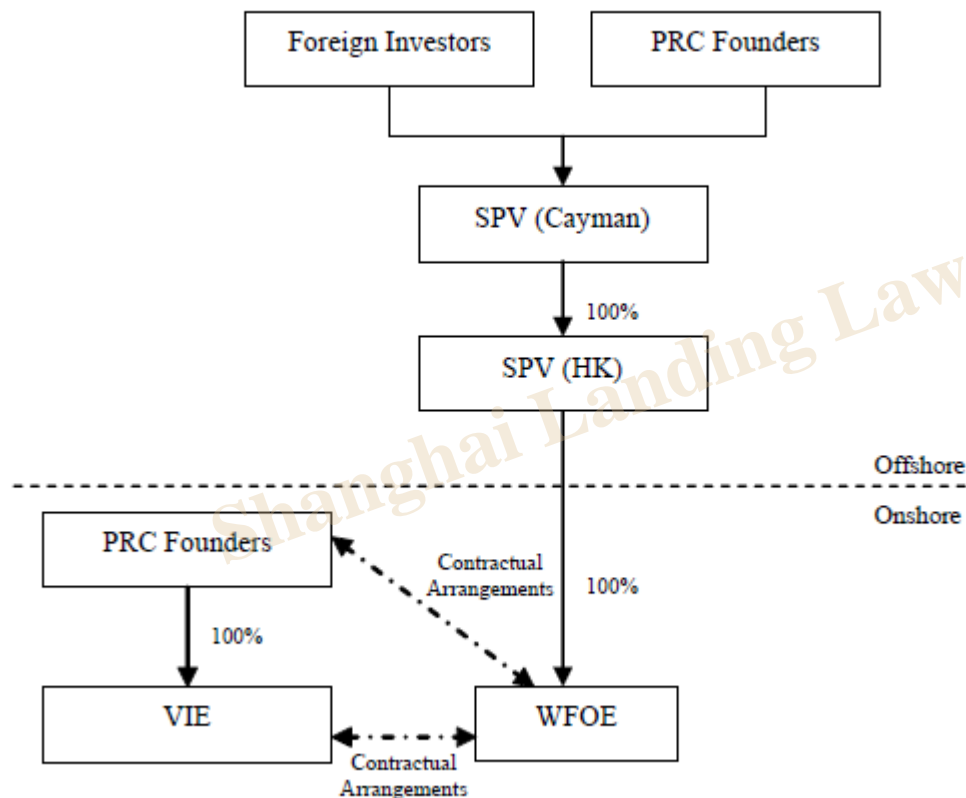 Foreign Investors
PRC Founders
SPV (Cayman)
100%
SPV (HK)
Offshore
Onshore
PRC Founders
Contractual
Arrangements
100%
100%
VIE
WFOE
Contractual
Arrangements
Shanghai Landing Law